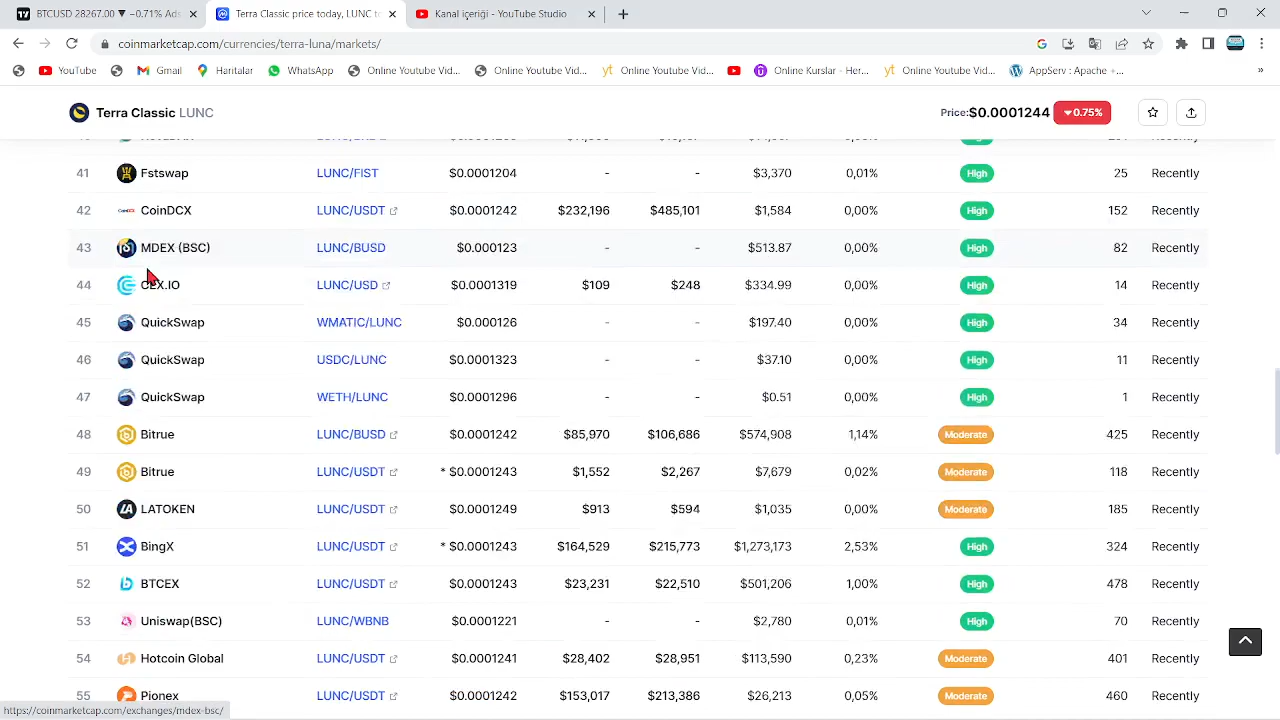 BTCUSD 28267.00 ▼ −0.71% Ads
Terra Classic price today, LUNC to
Kanal içeriği - YouTube Studio
coinmarketcap.com/currencies/terra-luna/markets/
YouTube Gmail Haritalar WhatsApp Online Youtube Vid... Online Youtube Vid... Online Youtube Vid... Online Kurslar - Her... Online Youtube Vid... AppServ : Apache +... »
Terra Classic LUNC Price:$0.0001244 ▼0.75%
41 Fstswap LUNC/FIST $0.0001204 - - $3,370 0,01% High 25 Recently
42 CoinDCX LUNC/USDT $0.0001242 $232,196 $485,101 $1,584 0,00% High 152 Recently
43 MDEX (BSC) LUNC/BUSD $0.000123 - - $513.87 0,00% High 82 Recently
44 CEX.IO LUNC/USD $0.0001319 $109 $248 $334.99 0,00% High 14 Recently
45 QuickSwap WMATIC/LUNC $0.000126 - - $197.40 0,00% High 34 Recently
46 QuickSwap USDC/LUNC $0.0001323 - - $37.10 0,00% High 11 Recently
47 QuickSwap WETH/LUNC $0.0001296 - - $0.51 0,00% High 1 Recently
48 Bitrue LUNC/BUSD $0.0001242 $85,970 $106,686 $574,908 1,14% Moderate 425 Recently
49 Bitrue LUNC/USDT * $0.0001243 $1,552 $2,267 $7,679 0,02% Moderate 118 Recently
50 LATOKEN LUNC/USDT $0.0001249 $913 $594 $1,035 0,00% Moderate 185 Recently
51 BingX LUNC/USDT * $0.0001243 $164,529 $215,773 $1,273,173 2,53% High 324 Recently
52 BTCEX LUNC/USDT $0.0001243 $23,231 $22,510 $501,206 1,00% High 478 Recently
53 Uniswap(BSC) LUNC/WBNB $0.0001221 - - $2,780 0,01% High 70 Recently
54 Hotcoin Global LUNC/USDT $0.0001241 $28,402 $28,951 $113,590 0,23% Moderate 401 Recently
55 Pionex LUNC/USDT $0.0001242 $153,017 $213,386 $26,213 0,05% Moderate 460 Recently
https://coinmarketcap.com/exchanges/mdex-bsc/